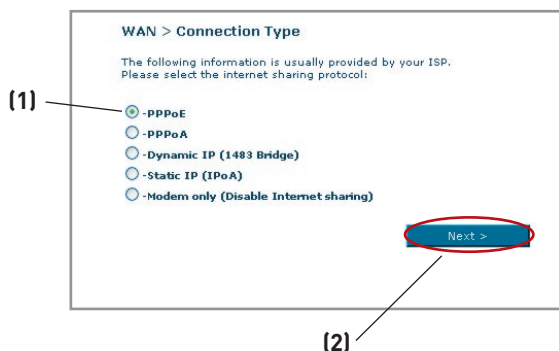 WAN > Connection Type
The following information is usually provided by your ISP.
Please select the internet sharing protocol:
(1)
-PPPoE
-PPPoA
-Dynamic IP (1483 Bridge)
-Static IP (IPoA)
-Modem only (Disable Internet sharing)
Next >
(2)